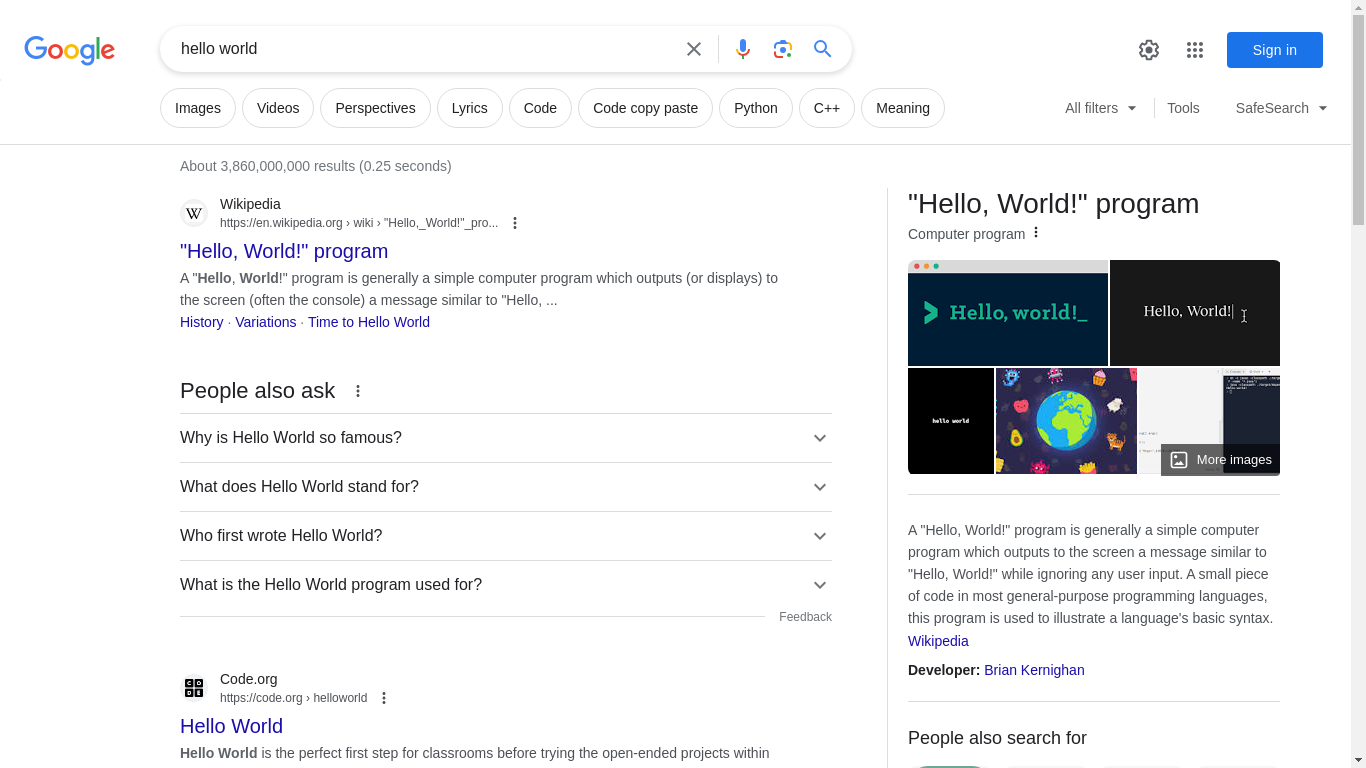 Google
hello world
Sign in
Images
Videos
Perspectives
Lyrics
Code
Code copy paste
Python
C++
Meaning
All filters
Tools
SafeSearch
About 3,860,000,000 results (0.25 seconds)
W
Wikipedia
https://en.wikipedia.org › wiki › "Hello,_World!"_pro...
"Hello, World!" program
A "Hello, World!" program is generally a simple computer program which outputs (or displays) to
the screen (often the console) a message similar to "Hello, ...
History · Variations · Time to Hello World
People also ask
Why is Hello World so famous?
What does Hello World stand for?
Who first wrote Hello World?
What is the Hello World program used for?
Feedback
CODE
Code.org
https://code.org › helloworld
Hello World
Hello World is the perfect first step for classrooms before trying the open-ended projects within
"Hello, World!" program
Computer program
Hello, world!_
Hello, World!
hello world
More images
A "Hello, World!" program is generally a simple computer
program which outputs to the screen a message similar to
"Hello, World!" while ignoring any user input. A small piece
of code in most general-purpose programming languages,
this program is used to illustrate a language's basic syntax.
Wikipedia
Developer: Brian Kernighan
People also search for